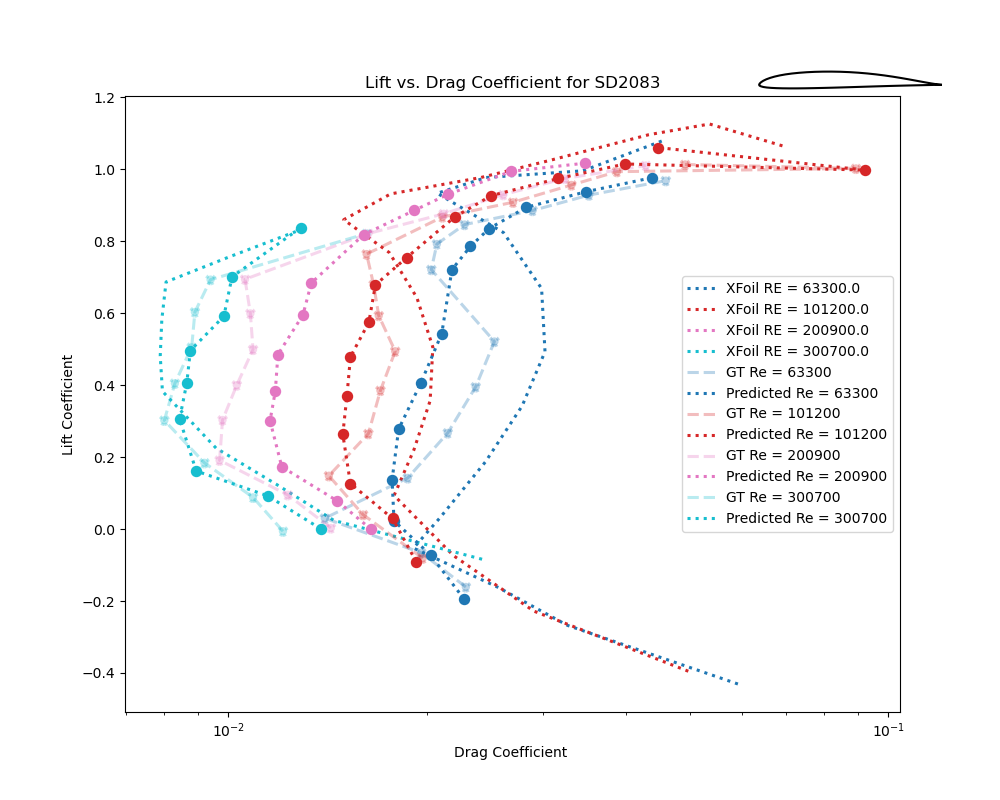 Lift vs. Drag Coefficient for SD2083
1.2
1.0
0.8
0.6
0.4
0.2
0.0
−0.2
−0.4
Lift Coefficient
XFoil RE = 63300.0
XFoil RE = 101200.0
XFoil RE = 200900.0
XFoil RE = 300700.0
GT Re = 63300
Predicted Re = 63300
GT Re = 101200
Predicted Re = 101200
GT Re = 200900
Predicted Re = 200900
GT Re = 300700
Predicted Re = 300700
10⁻² 10⁻¹
Drag Coefficient